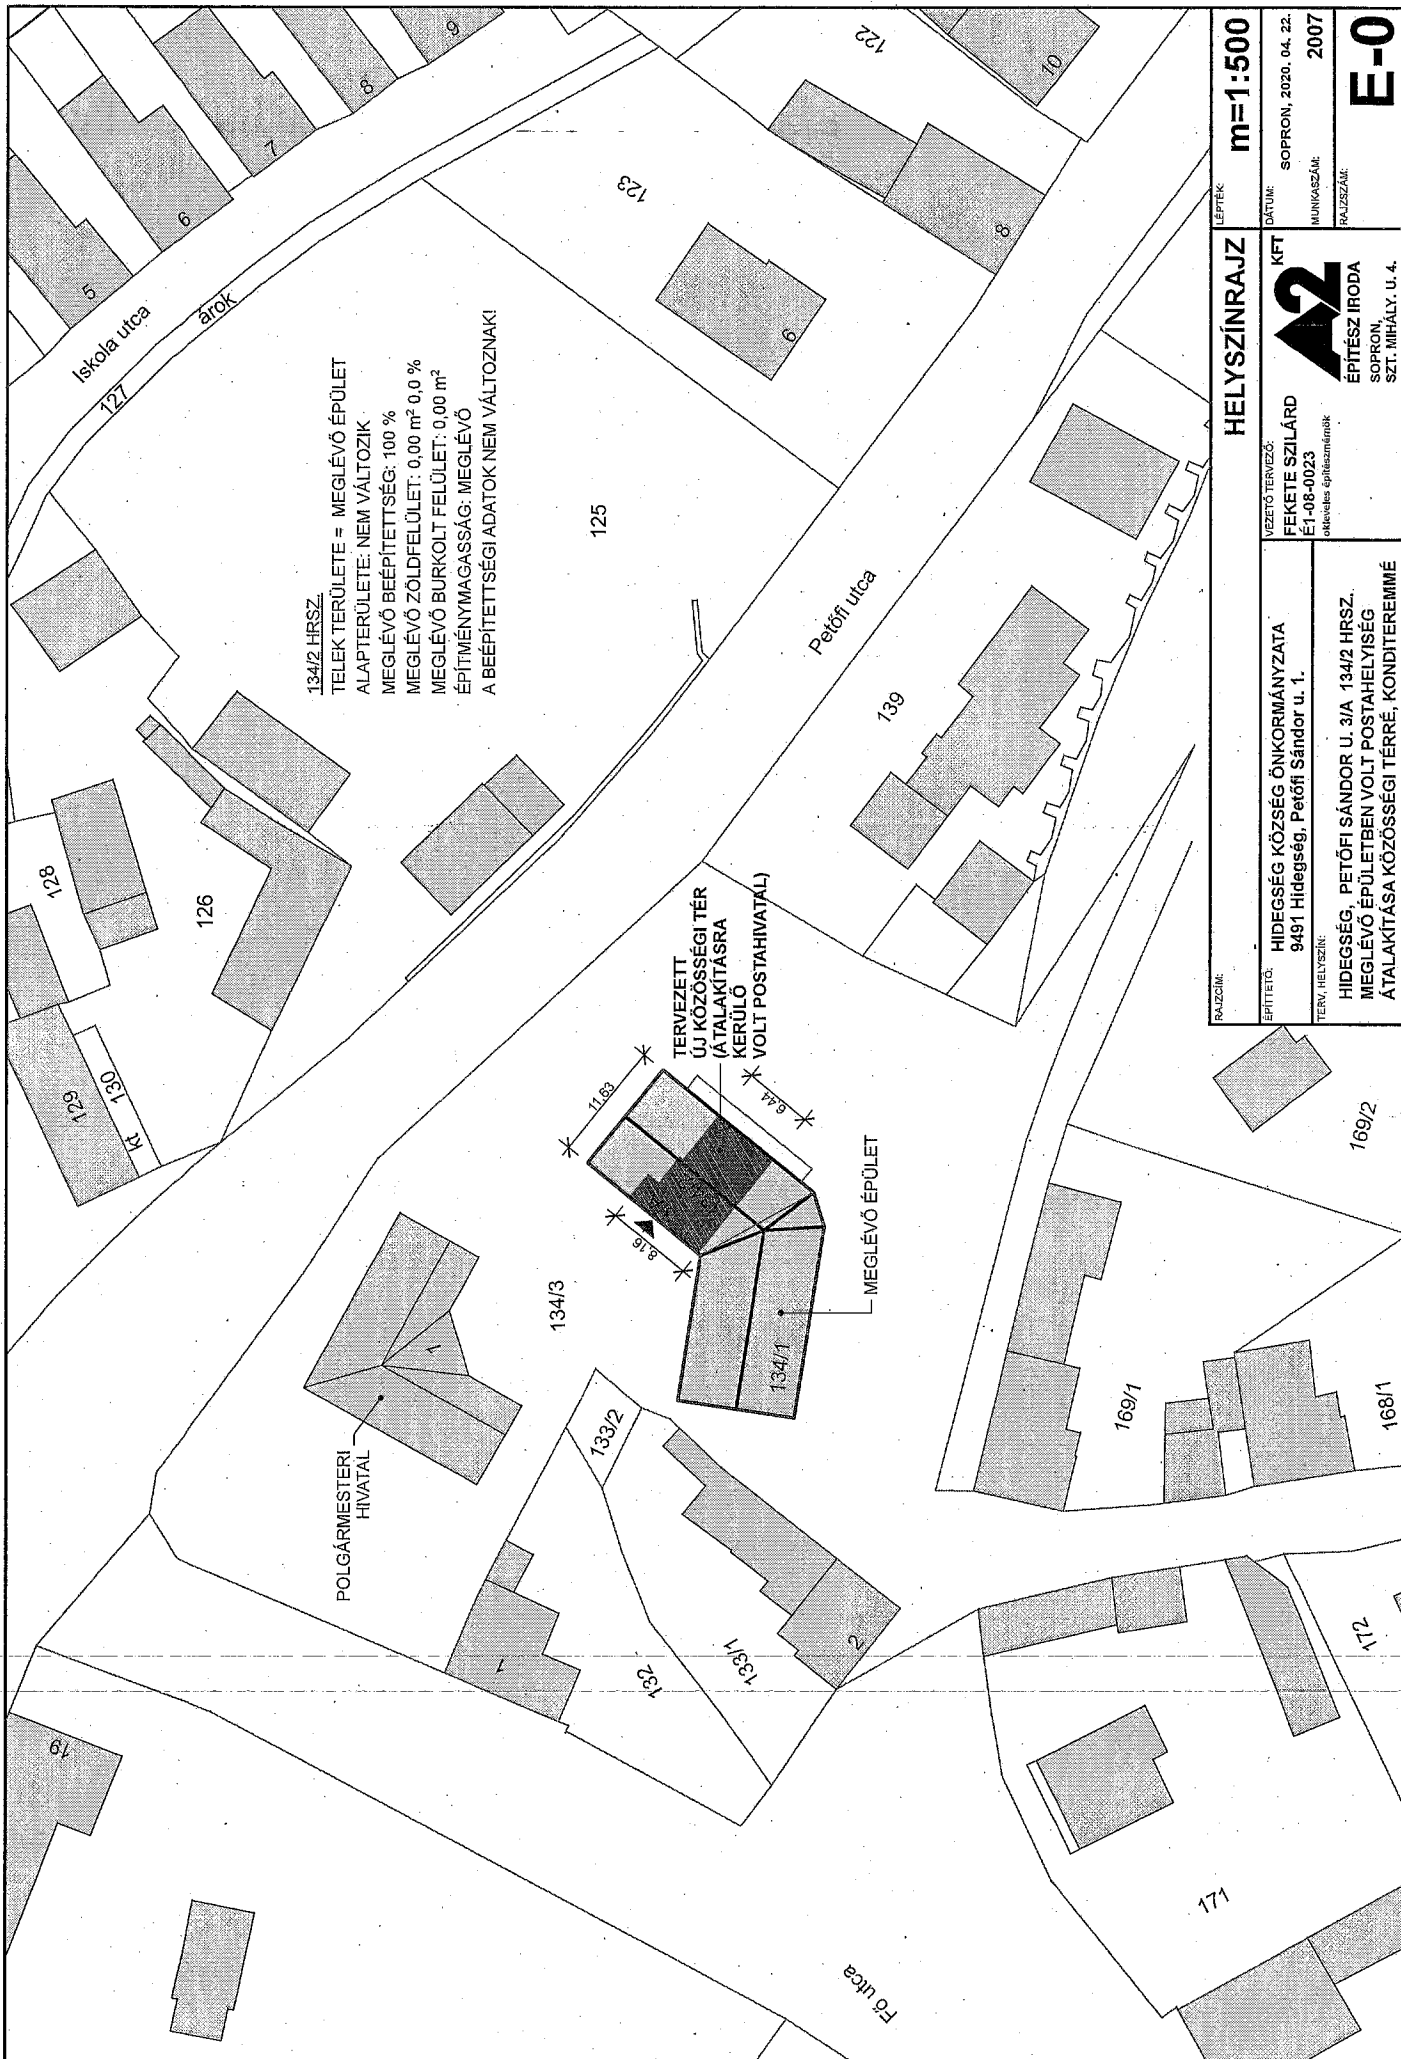 134/2 HRSZ.
TELEK TERÜLETE = MEGLÉVŐ ÉPÜLET
ALAPTERÜLETE: NEM VÁLTOZIK
MEGLÉVŐ BEÉPÍTETTSÉG: 100 %
MEGLÉVŐ ZÖLDFELÜLET: 0,00 m² 0,0 %
MEGLÉVŐ BURKOLT FELÜLET: 0,00 m²
ÉPÍTMÉNYMAGASSÁG: MEGLÉVŐ
A BEÉPÍTETTSÉGI ADATOK NEM VÁLTOZNAK!
Iskola utca
árok
127
5
6
7
8
9
10
122
123
6
8
125
Petőfi utca
139
128
126
129
130
kt
TERVEZETT
ÚJ KÖZÖSSÉGI TÉR
(ÁTALAKÍTÁSRA
KERÜLŐ
VOLT POSTAHIVATAL)
11,63
6,44
8,16
MEGLÉVŐ ÉPÜLET
134/3
134/1
POLGÁRMESTERI
HIVATAL
1
133/2
133/1
132
1
2
19
Fő utca
171
172
168/1
169/1
169/2
RAJZCÍM:
HELYSZÍNRAJZ
LÉPTÉK:
m=1:500
ÉPÍTTETŐ:
HIDEGSÉG KÖZSÉG ÖNKORMÁNYZATA
9491 Hidegség, Petőfi Sándor u. 1.
VEZETŐ TERVEZŐ:
FEKETE SZILÁRD
É1-08-0023
okleveles építészmérnök
A2 KFT
ÉPÍTÉSZ IRODA
SOPRON,
SZT. MIHÁLY. U. 4.
DÁTUM:
SOPRON, 2020. 04. 22.
MUNKASZÁM:
2007
RAJZSZÁM:
E-0
TERV, HELYSZÍN:
HIDEGSÉG, PETŐFI SÁNDOR U. 3/A 134/2 HRSZ.
MEGLÉVŐ ÉPÜLETBEN VOLT POSTAHELYISÉG
ÁTALAKÍTÁSA KÖZÖSSÉGI TÉRRÉ, KONDITEREMMÉ